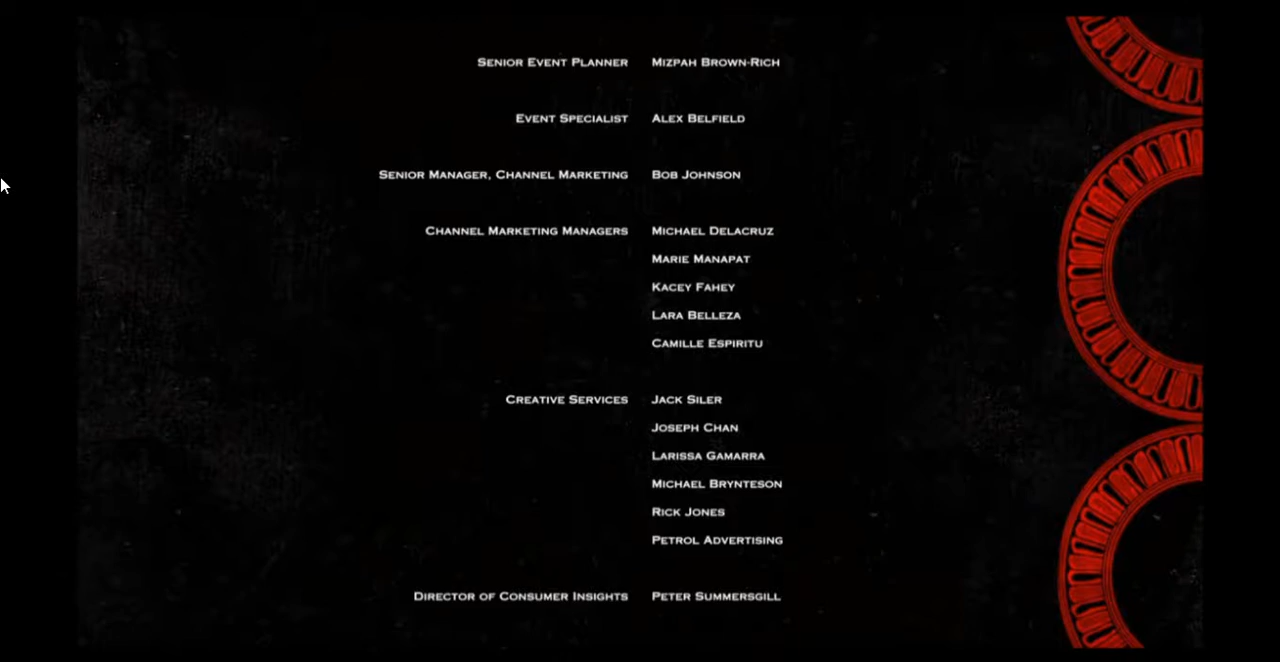 Senior Event Planner Mizpah Brown-Rich
Event Specialist Alex Belfield
Senior Manager, Channel Marketing Bob Johnson
Channel Marketing Managers Michael Delacruz
Marie Manapat
Kacey Fahey
Lara Belleza
Camille Espiritu
Creative Services Jack Siler
Joseph Chan
Larissa Gamarra
Michael Brynteson
Rick Jones
Petrol Advertising
Director of Consumer Insights Peter Summersgill